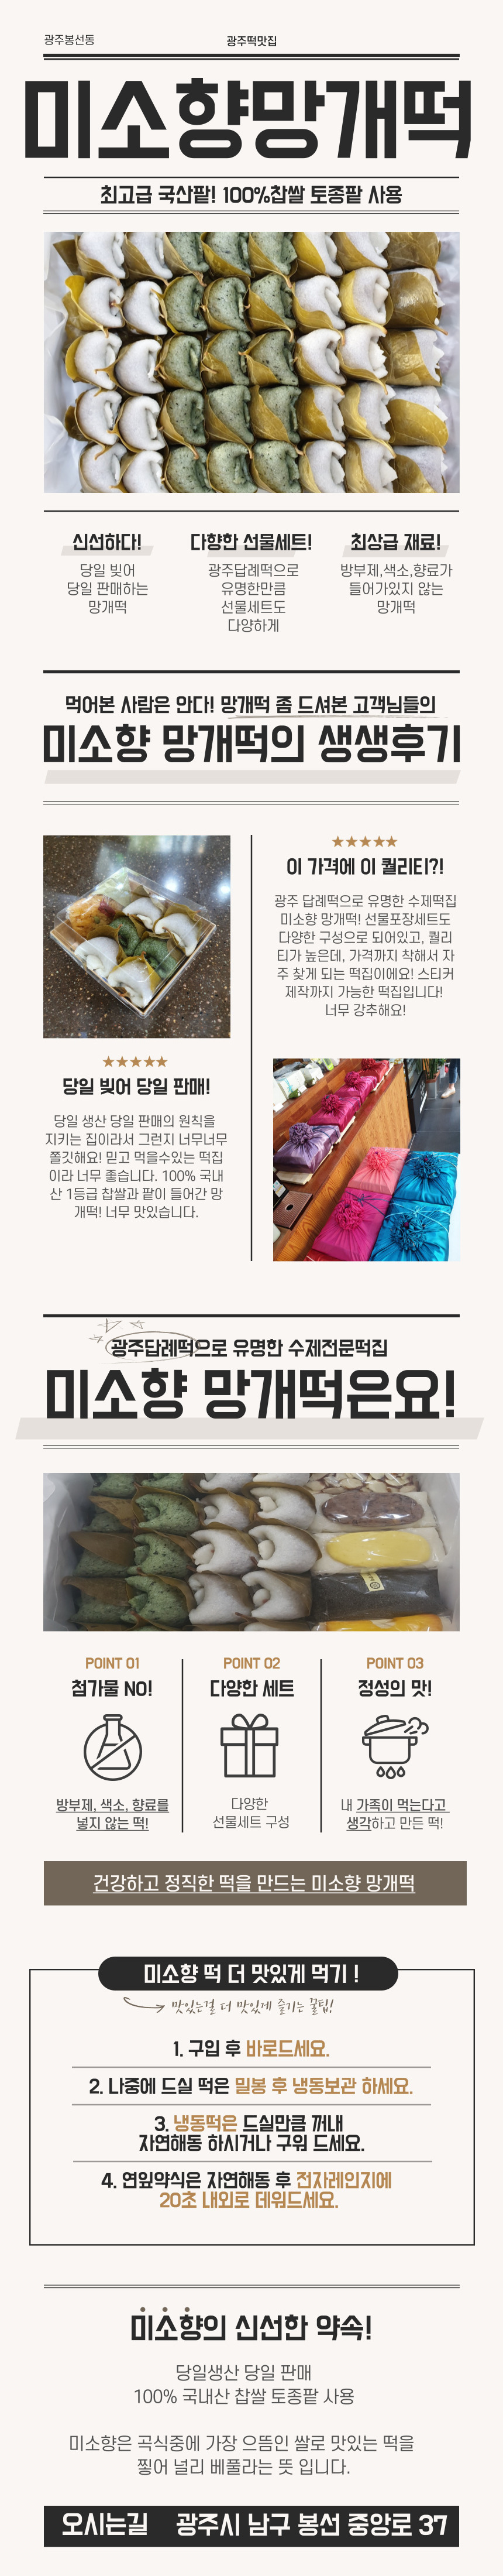 광주봉선동
광주떡맛집
미소향망개떡
최고급 국산팥! 100%찹쌀 토종팥 사용
신선하다!
당일 빚어
당일 판매하는
망개떡
다향한 선물세트!
광주답례떡으로
유명한만큼
선물세트도
다양하게
최상급 재료!
방부제,색소,향료가
들어가있지 않는
망개떡
먹어본 사람은 안다! 망개떡 좀 드셔본 고객님들의
미소향 망개떡의 생생후기
★★★★★
이 가격에 이 퀄리티?!
광주 답례떡으로 유명한 수제떡집
미소향 망개떡! 선물포장세트도
다양한 구성으로 되어있고, 퀄리
티가 높은데, 가격까지 착해서 자
주 찾게 되는 떡집이에요! 스티커
제작까지 가능한 떡집입니다!
너무 강추해요!
★★★★★
당일 빚어 당일 판매!
당일 생산 당일 판매의 원칙을
지키는 집이라서 그런지 너무너무
쫄깃해요! 믿고 먹을수있는 떡집
이라 너무 좋습니다. 100% 국내
산 1등급 찹쌀과 팥이 들어간 망
개떡! 너무 맛있습니다.
광주답례떡으로 유명한 수제전문떡집
미소향 망개떡은요!
POINT 01
첨가물 NO!
방부제, 색소, 향료를
넣지 않는 떡!
POINT 02
다양한 세트
다양한
선물세트 구성
POINT 03
정성의 맛!
내 가족이 먹는다고
생각하고 만든 떡!
건강하고 정직한 떡을 만드는 미소향 망개떡
미소향 떡 더 맛있게 먹기 !
맛있는걸 더 맛있게 즐기는 꿀팁!
1. 구입 후 바로드세요.
2. 나중에 드실 떡은 밀봉 후 냉동보관 하세요.
3. 냉동떡은 드실만큼 꺼내
자연해동 하시거나 구워 드세요.
4. 연잎약식은 자연해동 후 전자레인지에
20초 내외로 데워드세요.
미소향의 신선한 약속!
당일생산 당일 판매
100% 국내산 찹쌀 토종팥 사용
미소향은 곡식중에 가장 으뜸인 쌀로 맛있는 떡을
찧어 널리 베풀라는 뜻 입니다.
오시는길 광주시 남구 봉선 중앙로 37